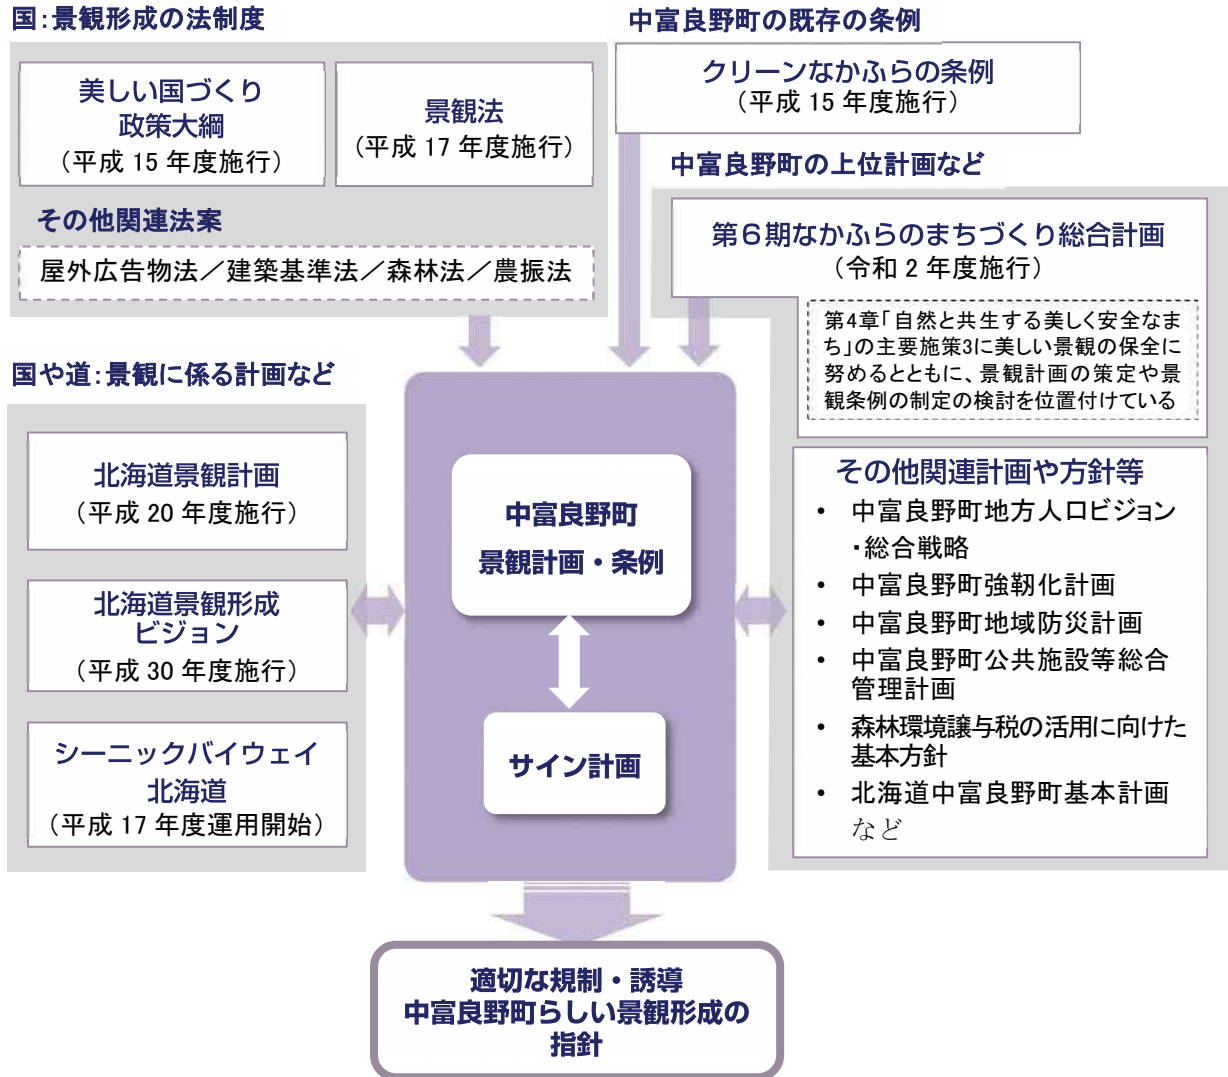 国：景観形成の法制度
美しい国づくり
政策大綱
（平成 15 年度施行）
景観法
（平成 17 年度施行）
その他関連法案
屋外広告物法／建築基準法／森林法／農振法
中富良野町の既存の条例
クリーンなかふらの条例
（平成 15 年度施行）
中富良野町の上位計画など
第６期なかふらのまちづくり総合計画
（令和 2 年度施行）
第4章「自然と共生する美しく安全なま
ち」の主要施策3に美しい景観の保全に
努めるとともに、景観計画の策定や景
観条例の制定の検討を位置付けている
国や道：景観に係る計画など
北海道景観計画
（平成 20 年度施行）
北海道景観形成
ビジョン
（平成 30 年度施行）
シーニックバイウェイ
北海道
（平成 17 年度運用開始）
中富良野町
景観計画・条例
サイン計画
その他関連計画や方針等
• 中富良野町地方人口ビジョン
・総合戦略
• 中富良野町強靭化計画
• 中富良野町地域防災計画
• 中富良野町公共施設等総合
管理計画
• 森林環境譲与税の活用に向けた
基本方針
• 北海道中富良野町基本計画
など
適切な規制・誘導
中富良野町らしい景観形成の
指針